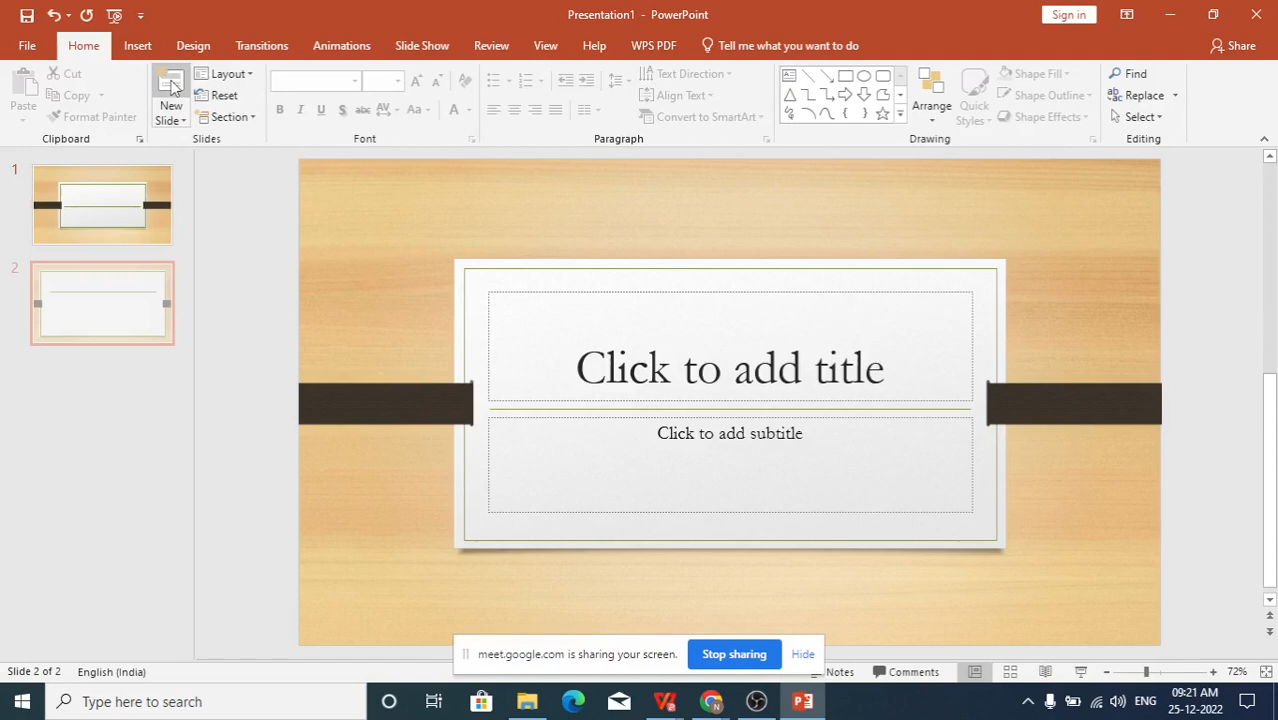 Presentation1 - PowerPoint
Sign in
File
Home
Insert
Design
Transitions
Animations
Slide Show
Review
View
Help
WPS PDF
Tell me what you want to do
Share
Paste
Cut
Copy
Format Painter
Clipboard
New
Slide
Layout
Reset
Section
Slides
B
I
U
S
abc
AV
Aa
A
Font
Text Direction
Align Text
Convert to SmartArt
Paragraph
Arrange
Quick
Styles
Shape Fill
Shape Outline
Shape Effects
Drawing
Find
Replace
Select
Editing
1
2
Click to add title
Click to add subtitle
meet.google.com is sharing your screen.
Stop sharing
Hide
Slide 2 of 2
English (India)
Notes
Comments
72%
Type here to search
ENG
09:21 AM
25-12-2022